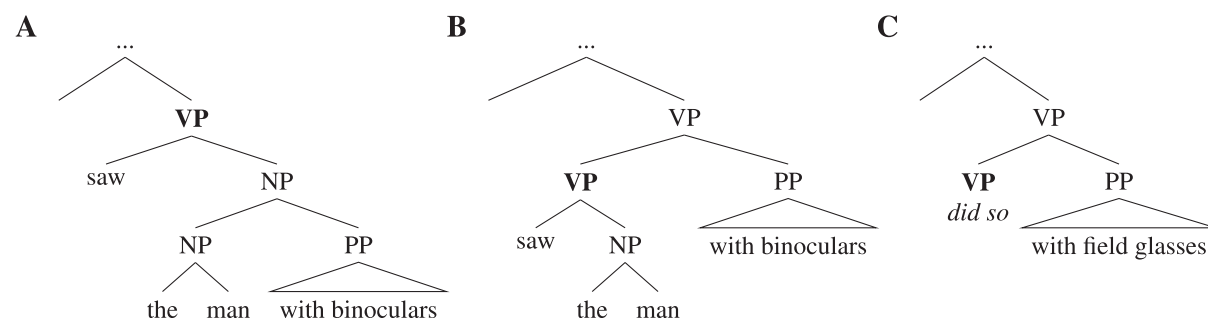 A B C
... ... ...
VP VP VP
saw NP VP PP VP PP
did so
NP PP saw NP with binoculars with field glasses
the man with binoculars the man